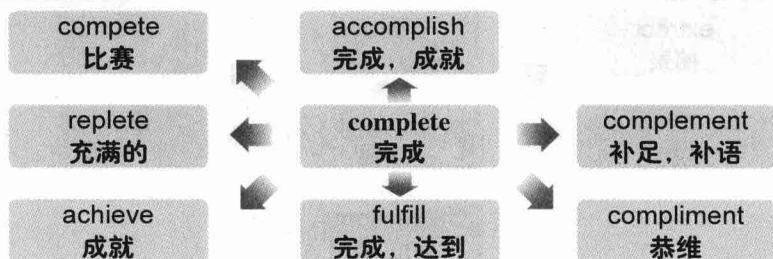 compete
比赛
accomplish
完成，成就
replete
充满的
complete
完成
complement
补足，补语
achieve
成就
fulfill
完成，达到
compliment
恭维